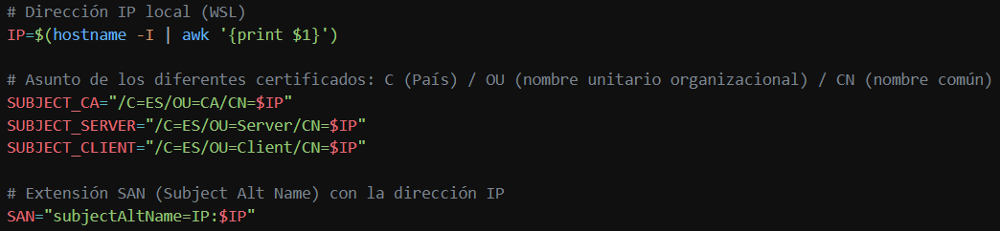 # Dirección IP local (WSL)
IP=$(hostname -I | awk '{print $1}')
# Asunto de los diferentes certificados: C (País) / OU (nombre unitario organizacional) / CN (nombre común)
SUBJECT_CA="/C=ES/OU=CA/CN=$IP"
SUBJECT_SERVER="/C=ES/OU=Server/CN=$IP"
SUBJECT_CLIENT="/C=ES/OU=Client/CN=$IP"
# Extensión SAN (Subject Alt Name) con la dirección IP
SAN="subjectAltName=IP:$IP"